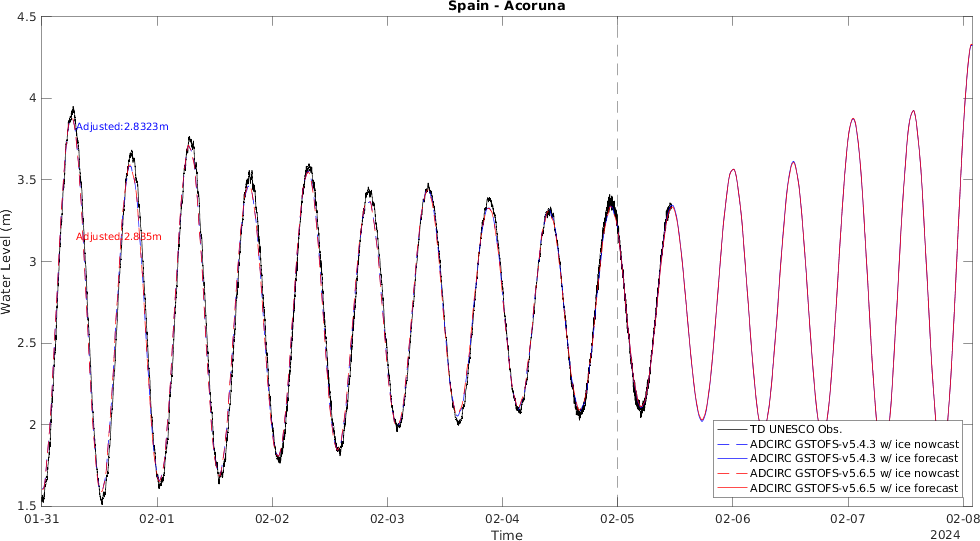 Spain - Acoruna
4.5
4
3.5
3
2.5
2
1.5
Water Level (m)
Adjusted:2.8323m
Adjusted:2.835m
TD UNESCO Obs.
ADCIRC GSTOFS-v5.4.3 w/ ice nowcast
ADCIRC GSTOFS-v5.4.3 w/ ice forecast
ADCIRC GSTOFS-v5.6.5 w/ ice nowcast
ADCIRC GSTOFS-v5.6.5 w/ ice forecast
01-31 02-01 02-02 02-03 02-04 02-05 02-06 02-07 02-08
Time
2024